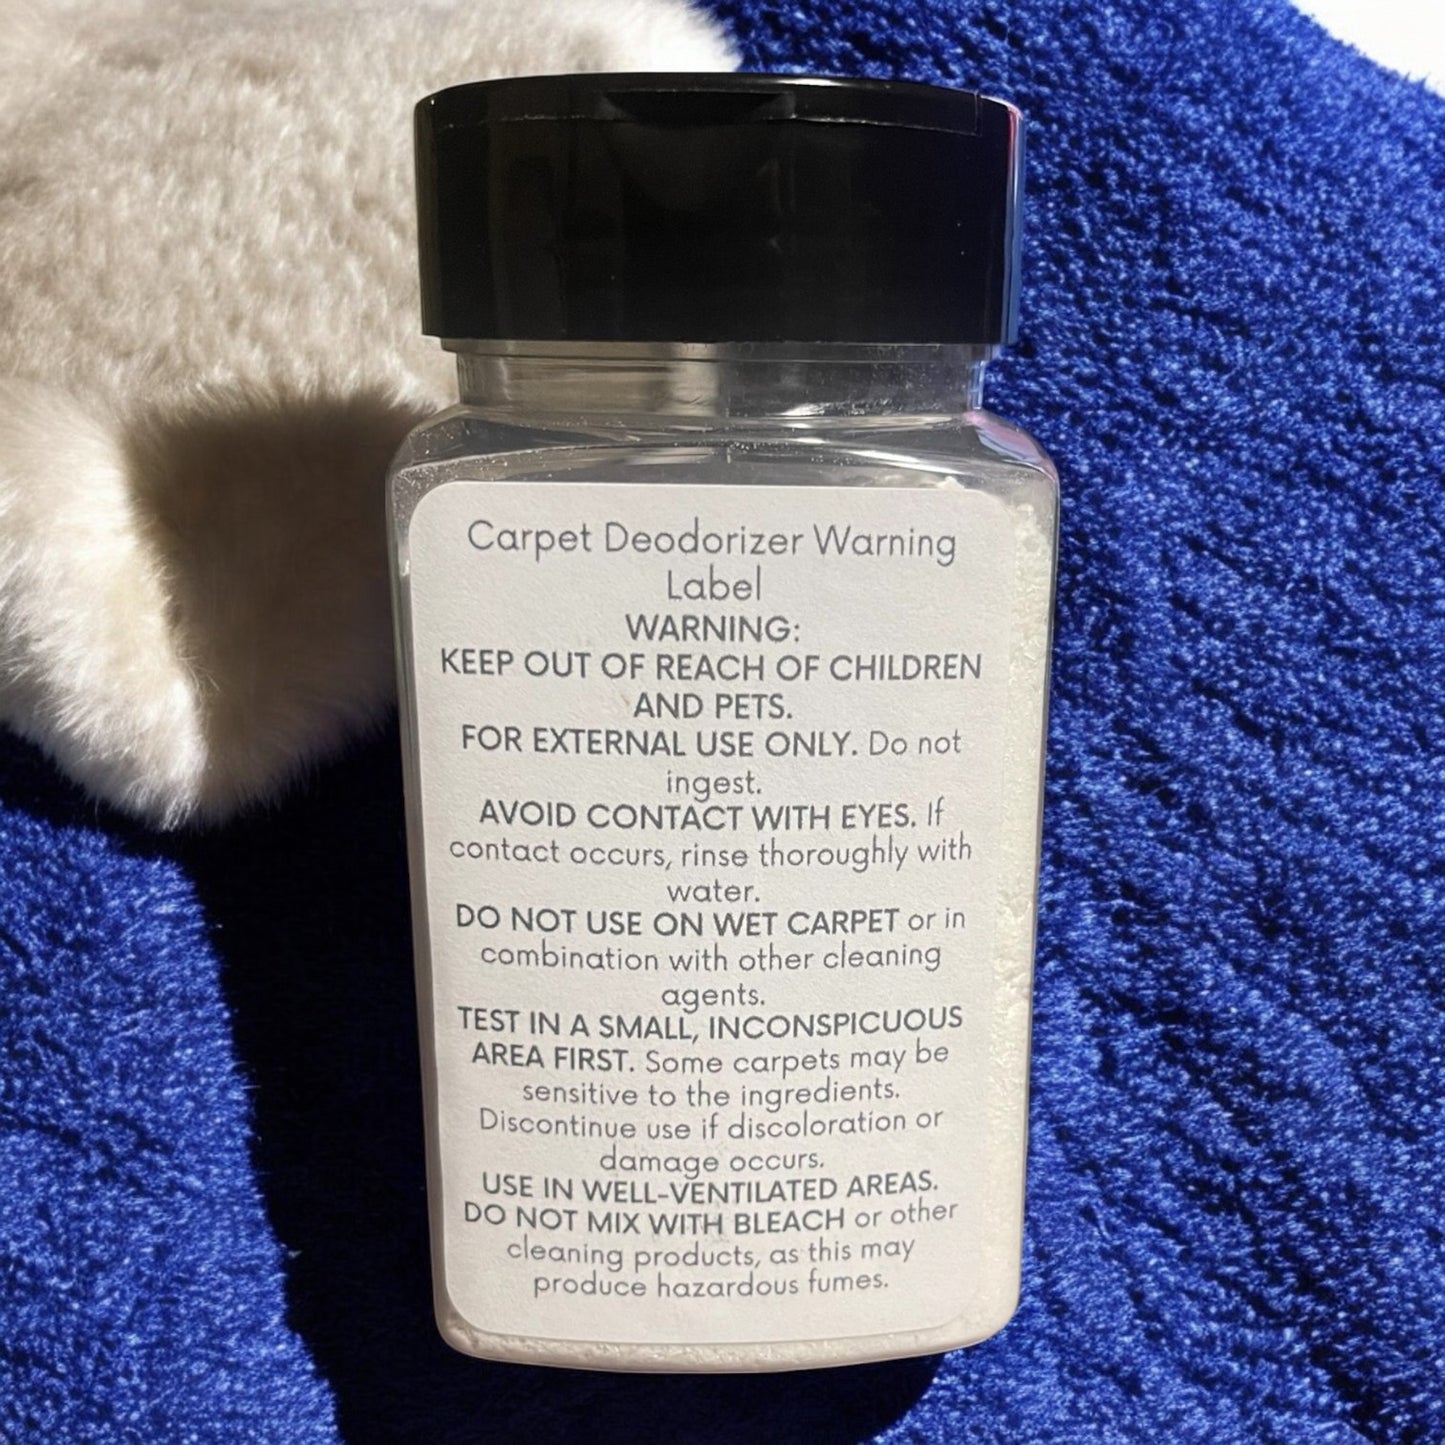 Carpet Deodorizer Warning
Label
WARNING:
KEEP OUT OF REACH OF CHILDREN
AND PETS.
FOR EXTERNAL USE ONLY. Do not
ingest.
AVOID CONTACT WITH EYES. If
contact occurs, rinse thoroughly with
water.
DO NOT USE ON WET CARPET or in
combination with other cleaning
agents.
TEST IN A SMALL, INCONSPICUOUS
AREA FIRST. Some carpets may be
sensitive to the ingredients.
Discontinue use if discoloration or
damage occurs.
USE IN WELL-VENTILATED AREAS.
DO NOT MIX WITH BLEACH or other
cleaning products, as this may
produce hazardous fumes.